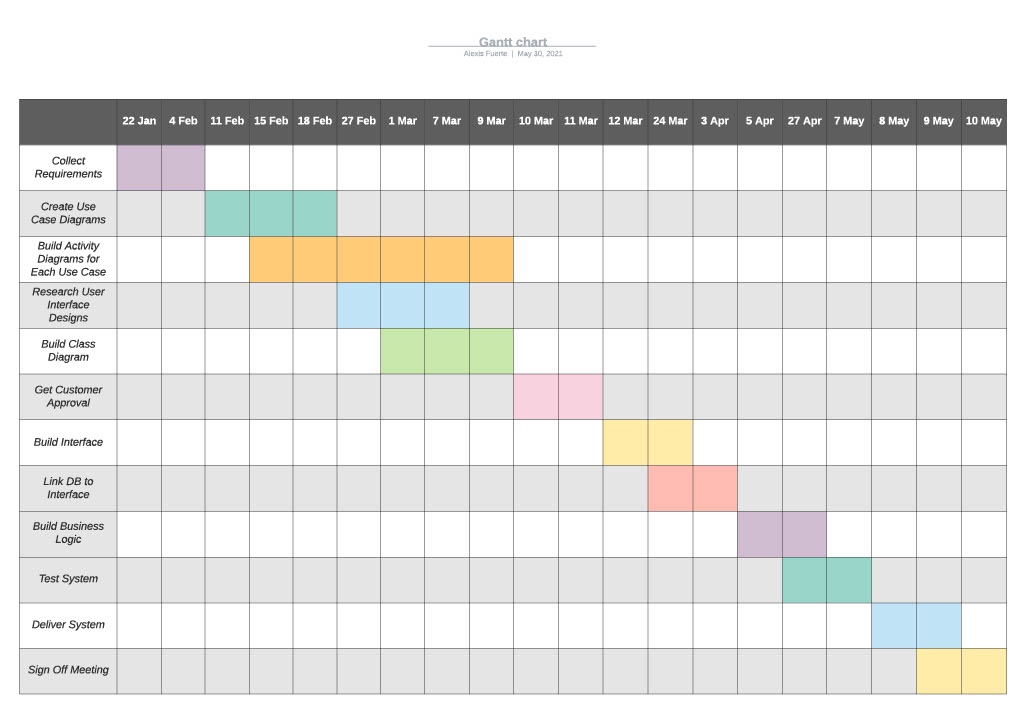 Gantt chart
Alexis Fuerte | May 30, 2021
22 Jan 4 Feb 11 Feb 15 Feb 18 Feb 27 Feb 1 Mar 7 Mar 9 Mar 10 Mar 11 Mar 12 Mar 24 Mar 3 Apr 5 Apr 27 Apr 7 May 8 May 9 May 10 May
Collect
Requirements
Create Use
Case Diagrams
Build Activity
Diagrams for
Each Use Case
Research User
Interface
Designs
Build Class
Diagram
Get Customer
Approval
Build Interface
Link DB to
Interface
Build Business
Logic
Test System
Deliver System
Sign Off Meeting